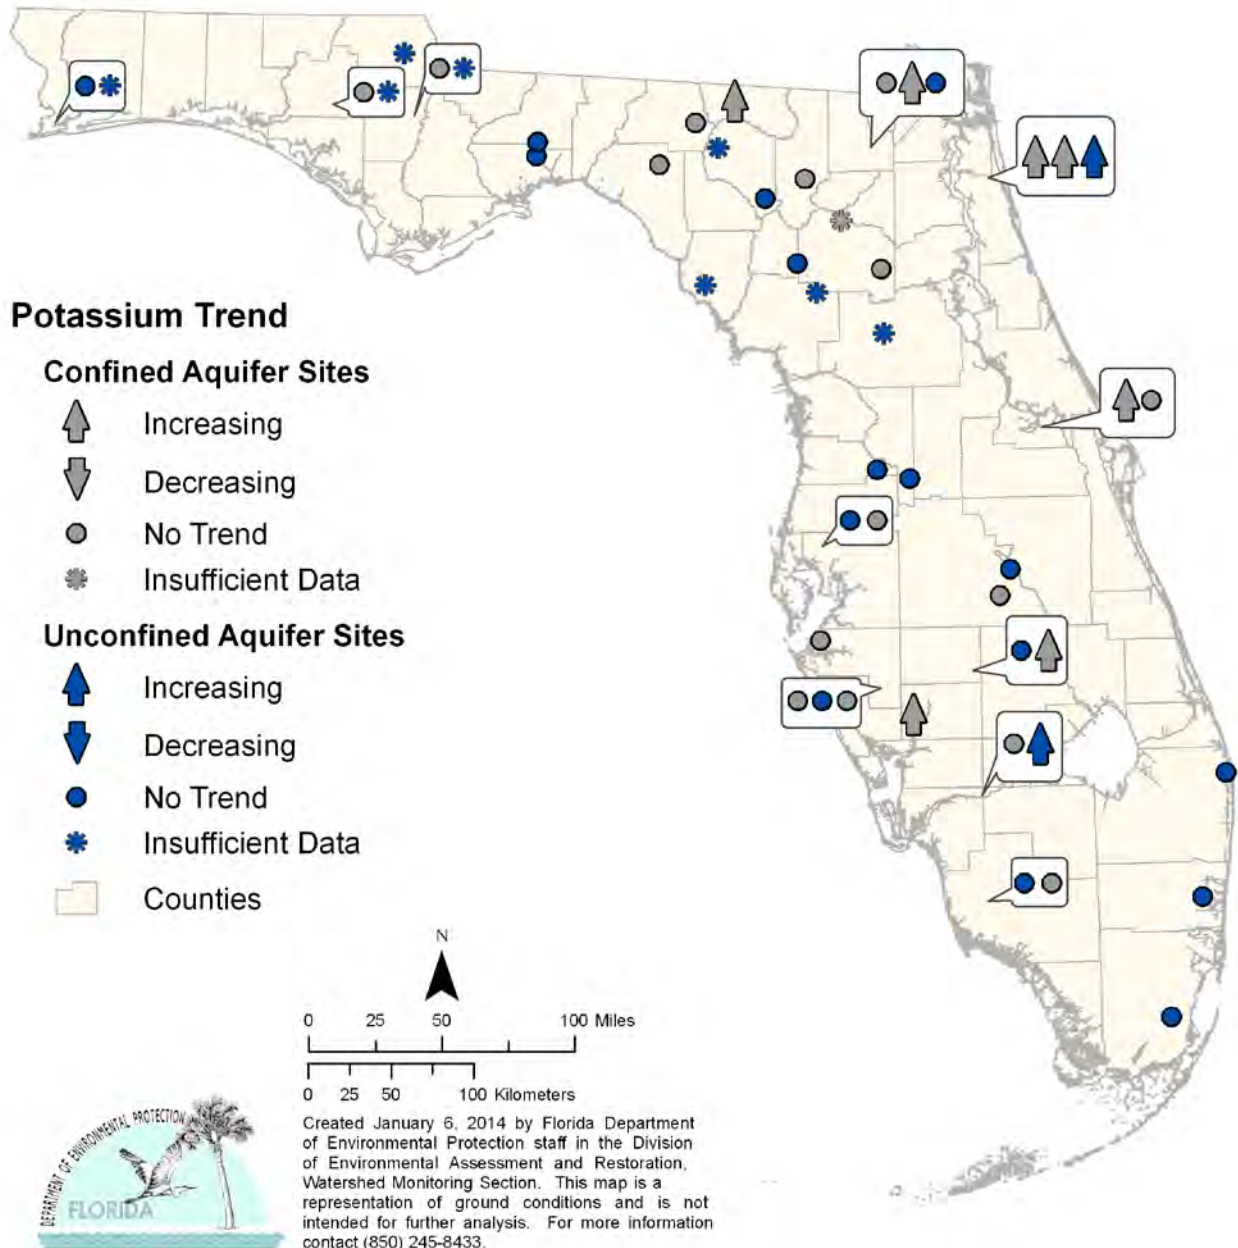 Potassium Trend
Confined Aquifer Sites
Increasing
Decreasing
No Trend
Insufficient Data
Unconfined Aquifer Sites
Increasing
Decreasing
No Trend
Insufficient Data
Counties
N
0 25 50 100 Miles
0 25 50 100 Kilometers
Created January 6, 2014 by Florida Department
of Environmental Protection staff in the Division
of Environmental Assessment and Restoration,
Watershed Monitoring Section. This map is a
representation of ground conditions and is not
intended for further analysis. For more information
contact (850) 245-8433.
DEPARTMENT OF ENVIRONMENTAL PROTECTION
FLORIDA